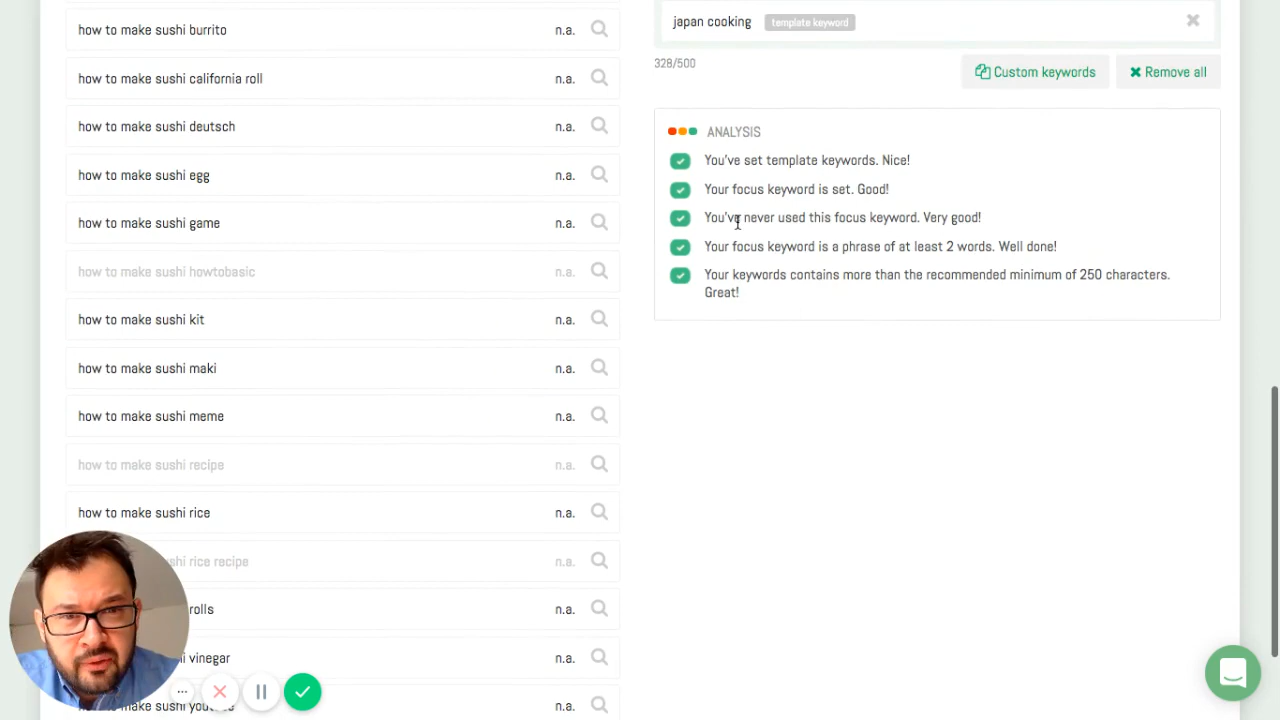 how to make sushi burrito n.a.
how to make sushi california roll n.a.
how to make sushi deutsch n.a.
how to make sushi egg n.a.
how to make sushi game n.a.
how to make sushi howtobasic n.a.
how to make sushi kit n.a.
how to make sushi maki n.a.
how to make sushi meme n.a.
how to make sushi recipe n.a.
how to make sushi rice n.a.
rice recipe n.a.
rolls n.a.
vinegar n.a.
n.a.
japan cooking template keyword
328/500
Custom keywords Remove all
ANALYSIS
You've set template keywords. Nice!
Your focus keyword is set. Good!
You've never used this focus keyword. Very good!
Your focus keyword is a phrase of at least 2 words. Well done!
Your keywords contains more than the recommended minimum of 250 characters.
Great!